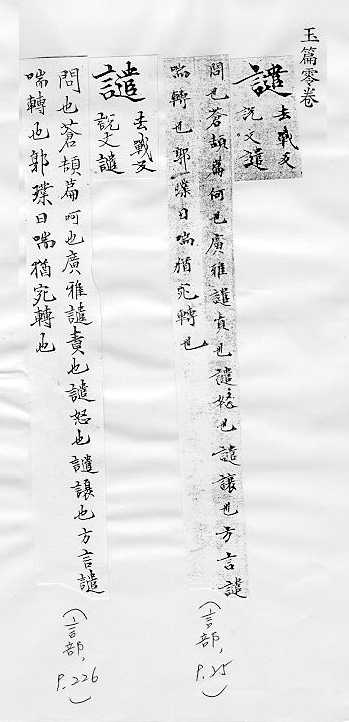 玉篇零卷
譴
去戰反
說文譴
問也蒼頡篇何也廣雅譴責也譴怒也譴讓也方言譴
喘轉也郭璞曰喘猶宛轉也
(言部,
P.25)
譴
去戰反
說文譴
問也蒼頡篇呵也廣雅譴責也譴怒也譴讓也方言譴
喘轉也郭璞曰喘猶宛轉也
(言部,
P.226)